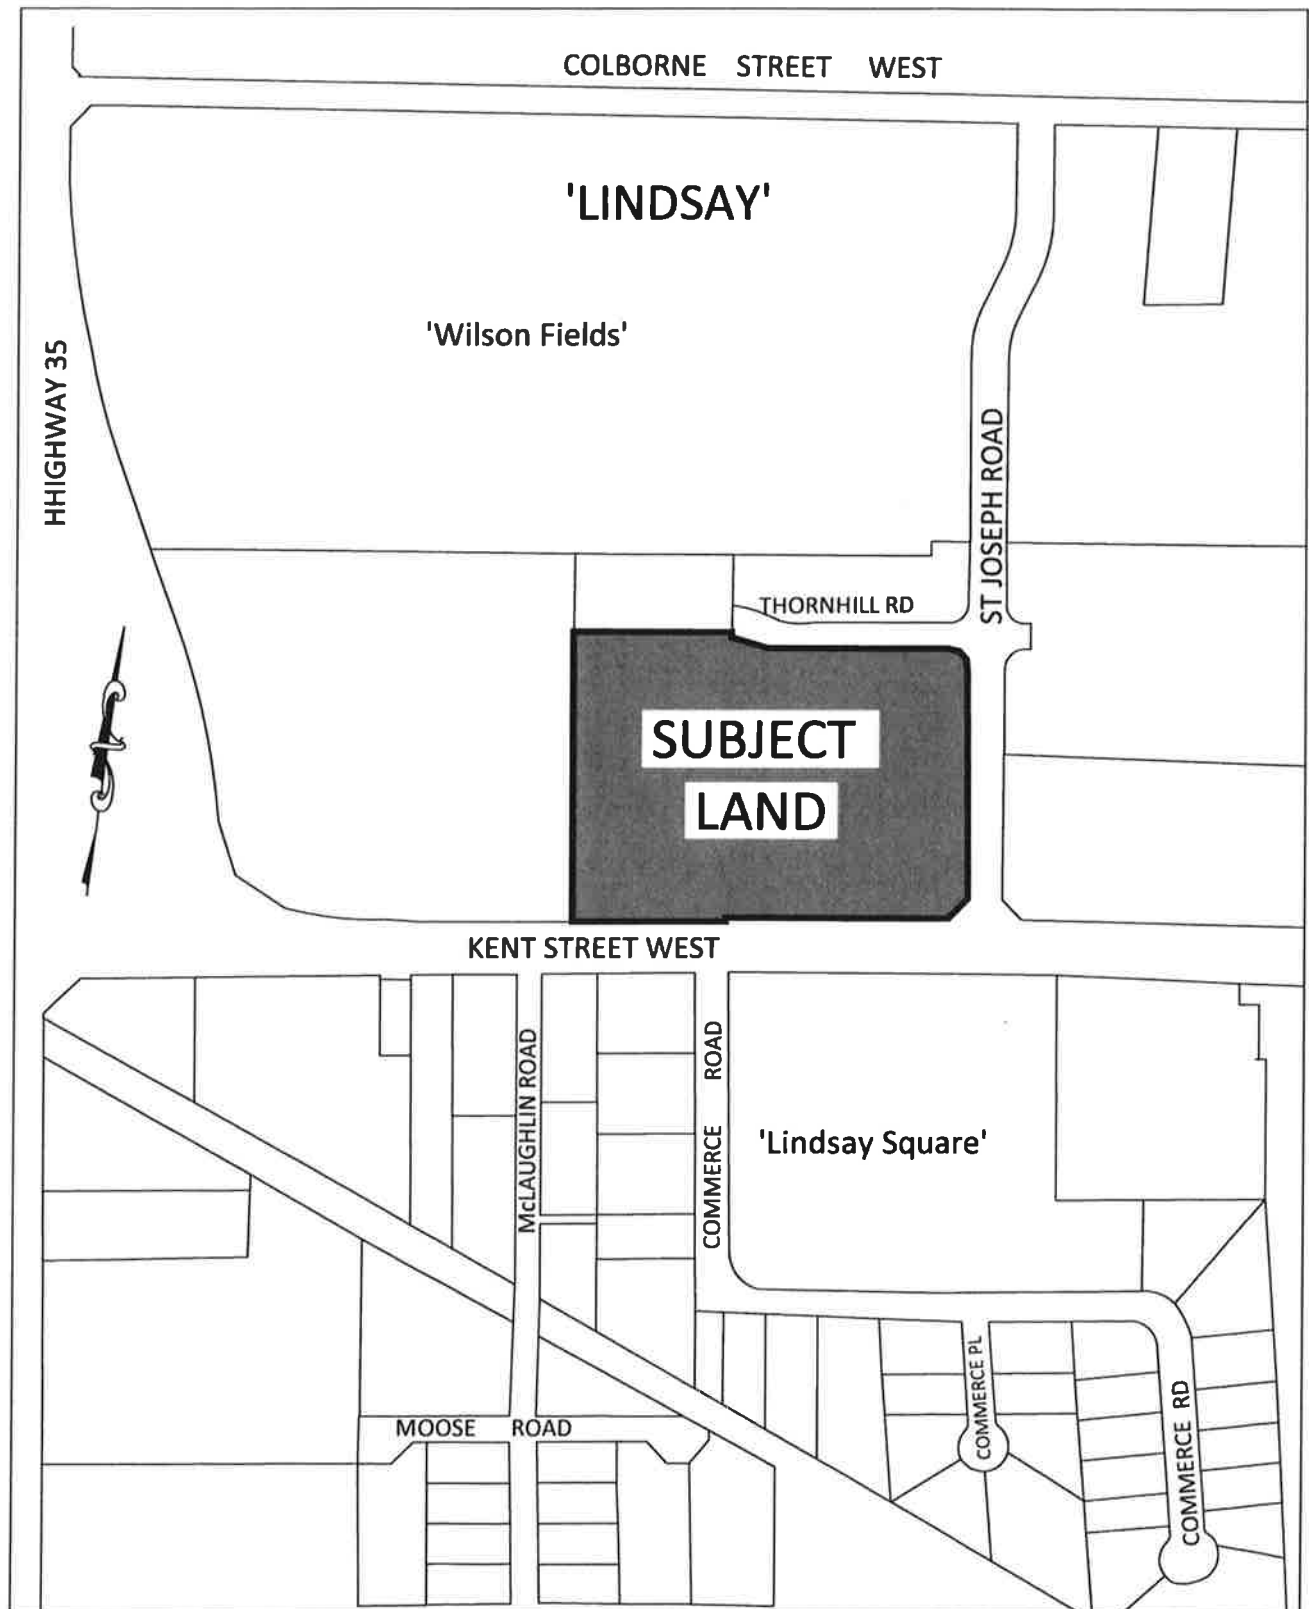 COLBORNE STREET WEST
'LINDSAY'
'Wilson Fields'
HHIGHWAY 35
ST JOSEPH ROAD
THORNHILL RD
SUBJECT
LAND
KENT STREET WEST
McLAUGHLIN ROAD
COMMERCE ROAD
'Lindsay Square'
COMMERCE PL
COMMERCE RD
MOOSE ROAD